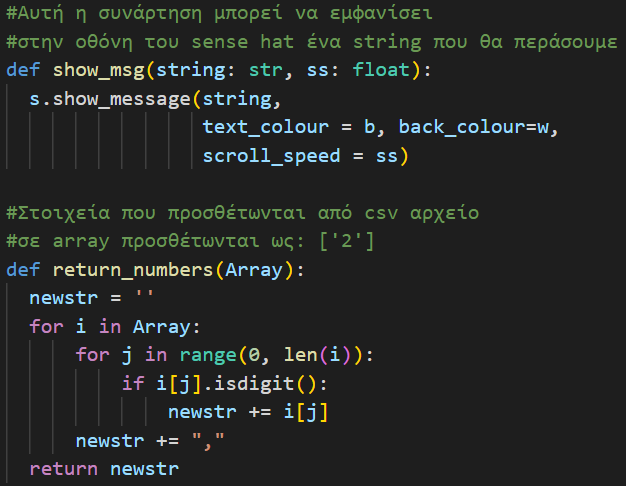 #Αυτή η συνάρτηση μπορεί να εμφανίσει
#στην οθόνη του sense hat ένα string που θα περάσουμε
def show_msg(string: str, ss: float):
  s.show_message(string,
                 text_colour = b, back_colour=w,
                 scroll_speed = ss)

#Στοιχεία που προσθέτωνται από csv αρχείο
#σε array προσθέτωνται ως: ['2']
def return_numbers(Array):
  newstr = ''
  for i in Array:
      for j in range(0, len(i)):
          if i[j].isdigit():
              newstr += i[j]
      newstr += ","
  return newstr